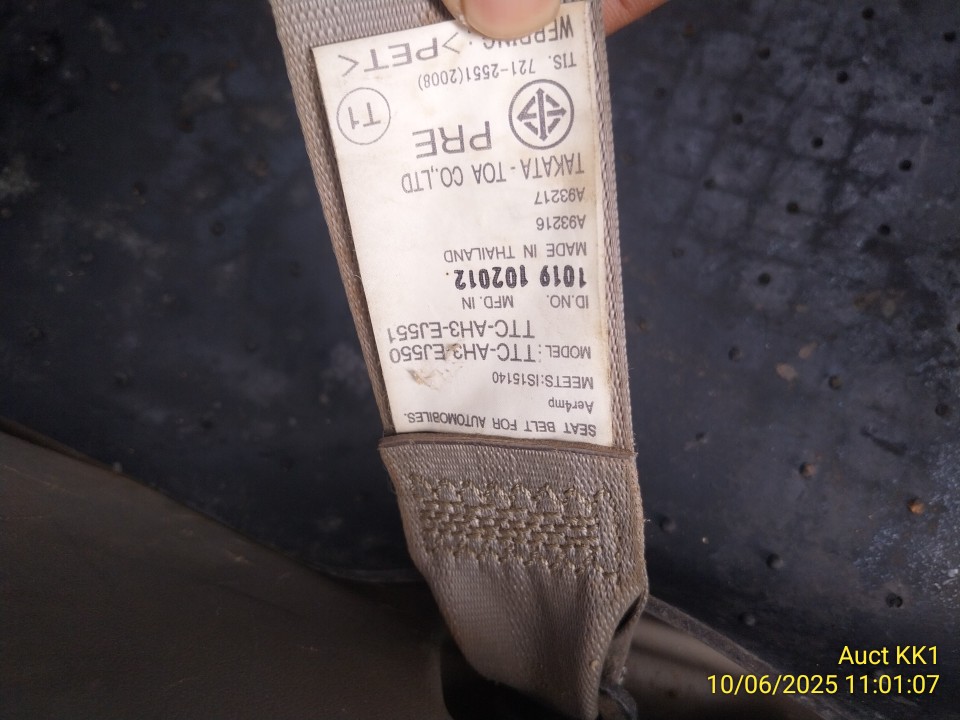 SEAT BELT FOR AUTOMOBILES.
Aer4mp
MEETS:IS15140
MODEL: TTC-AH3-EJ550
TTC-AH3-EJ551
ID.NO. MFD. IN
1019 102012.
MADE IN THAILAND
A93216
A93217
TAKATA - TOA CO.,LTD
PRE
T1
TIS. 721-2551(2008)
WEBBING : >PET<
Auct KK1
10/06/2025 11:01:07